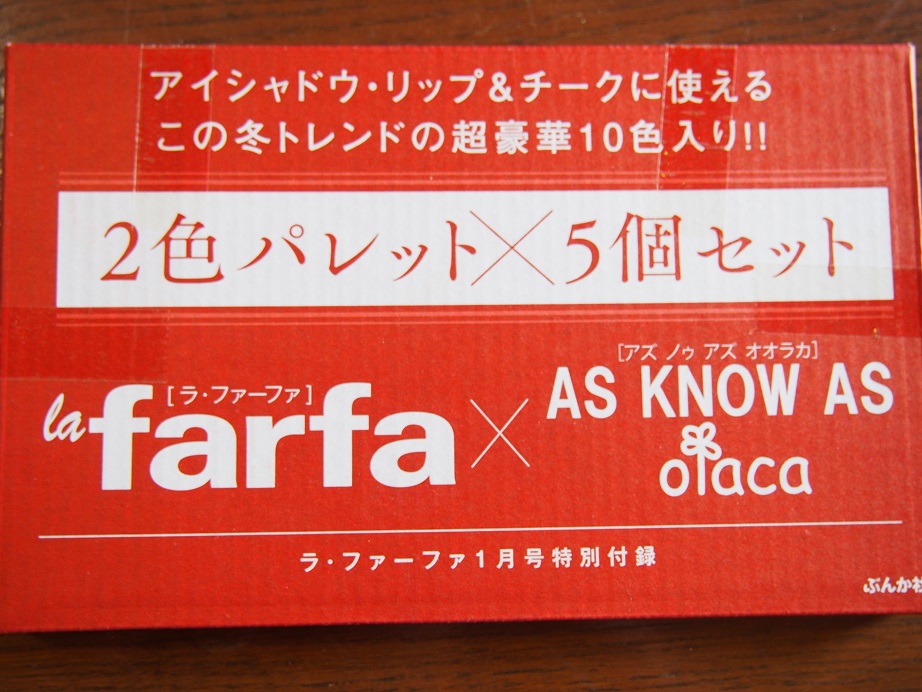 アイシャドウ・リップ&チークに使える
この冬トレンドの超豪華10色入り!!
2色パレット×5個セット
[ラ・ファーファ]
la farfa
×
[アズ ノゥ アズ オオラカ]
AS KNOW AS
olaca
ラ・ファーファ1月号特別付録
ぶんか社